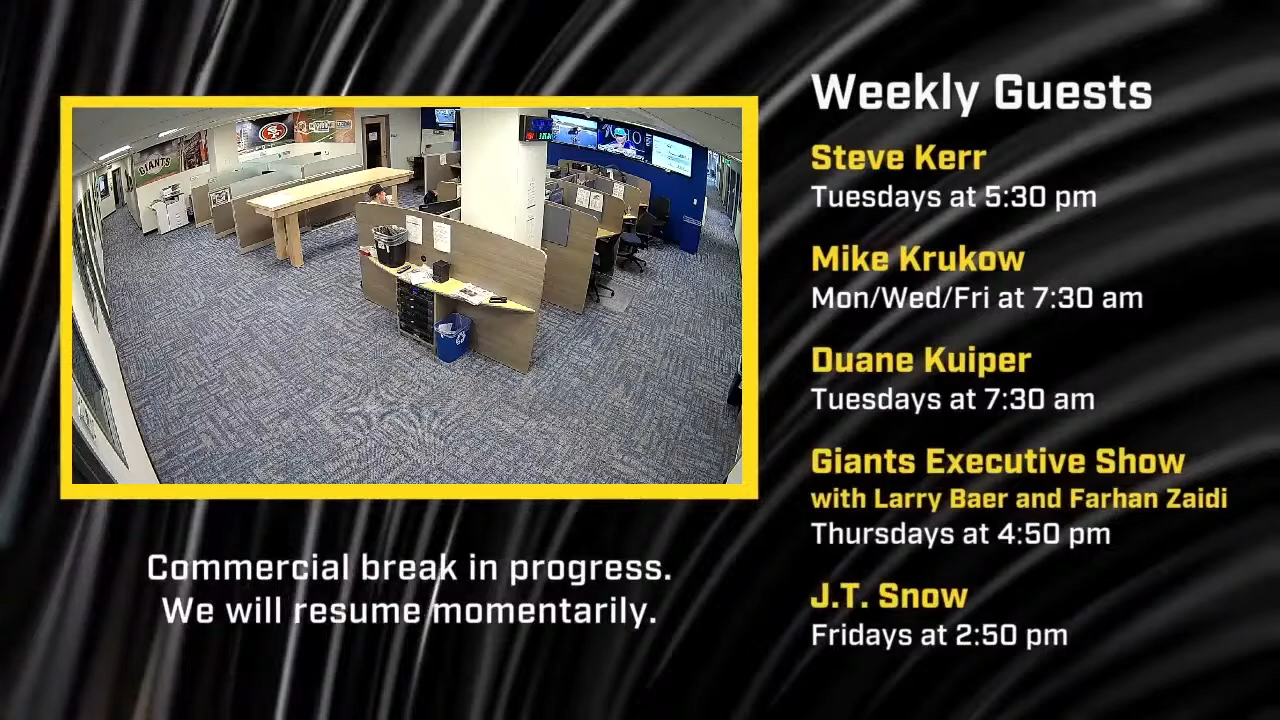 Weekly Guests
Steve Kerr
Tuesdays at 5:30 pm
Mike Krukow
Mon/Wed/Fri at 7:30 am
Duane Kuiper
Tuesdays at 7:30 am
Giants Executive Show
with Larry Baer and Farhan Zaidi
Thursdays at 4:50 pm
J.T. Snow
Fridays at 2:50 pm
GIANTS
SF
Commercial break in progress.
We will resume momentarily.